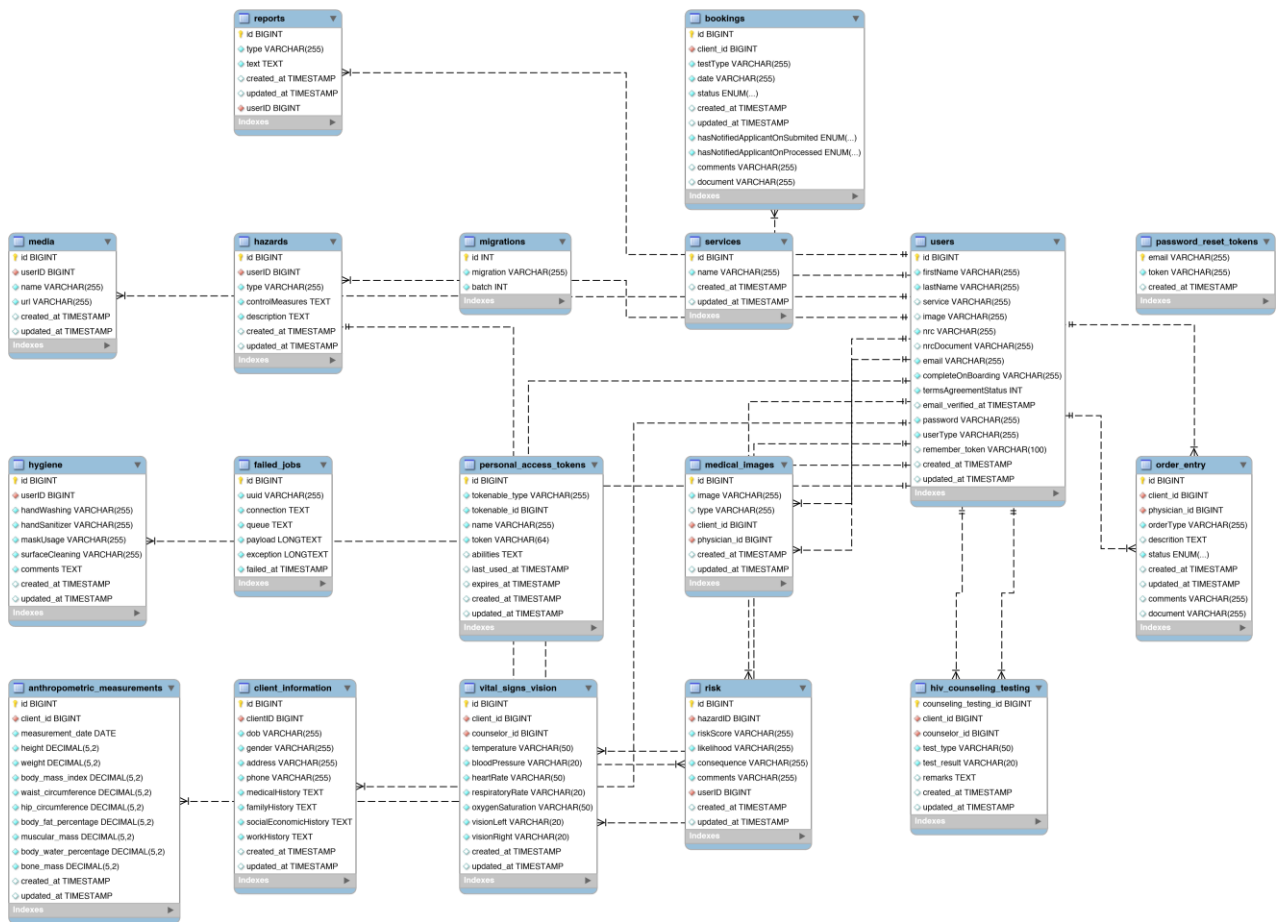 reports
id BIGINT
type VARCHAR(255)
text TEXT
created_at TIMESTAMP
updated_at TIMESTAMP
userID BIGINT
Indexes
bookings
id BIGINT
client_id BIGINT
testType VARCHAR(255)
date VARCHAR(255)
status ENUM(...)
created_at TIMESTAMP
updated_at TIMESTAMP
hasNotifiedApplicantOnSubmited ENUM(...)
hasNotifiedApplicantOnProcessed ENUM(...)
comments VARCHAR(255)
document VARCHAR(255)
Indexes
media
id BIGINT
userID BIGINT
name VARCHAR(255)
url VARCHAR(255)
created_at TIMESTAMP
updated_at TIMESTAMP
Indexes
hazards
id BIGINT
userID BIGINT
type VARCHAR(255)
controlMeasures TEXT
description TEXT
created_at TIMESTAMP
updated_at TIMESTAMP
Indexes
migrations
id INT
migration VARCHAR(255)
batch INT
Indexes
services
id BIGINT
name VARCHAR(255)
created_at TIMESTAMP
updated_at TIMESTAMP
Indexes
users
id BIGINT
firstName VARCHAR(255)
lastName VARCHAR(255)
service VARCHAR(255)
image VARCHAR(255)
nrc VARCHAR(255)
nrcDocument VARCHAR(255)
email VARCHAR(255)
completeOnBoarding VARCHAR(255)
termsAgreementStatus INT
email_verified_at TIMESTAMP
password VARCHAR(255)
userType VARCHAR(255)
remember_token VARCHAR(100)
created_at TIMESTAMP
updated_at TIMESTAMP
Indexes
password_reset_tokens
email VARCHAR(255)
token VARCHAR(255)
created_at TIMESTAMP
Indexes
hygiene
id BIGINT
userID BIGINT
handWashing VARCHAR(255)
handSanitizer VARCHAR(255)
maskUsage VARCHAR(255)
surfaceCleaning VARCHAR(255)
comments TEXT
created_at TIMESTAMP
updated_at TIMESTAMP
Indexes
failed_jobs
id BIGINT
uuid VARCHAR(255)
connection TEXT
queue TEXT
payload LONGTEXT
exception LONGTEXT
failed_at TIMESTAMP
Indexes
personal_access_tokens
id BIGINT
tokenable_type VARCHAR(255)
tokenable_id BIGINT
name VARCHAR(255)
token VARCHAR(64)
abilities TEXT
last_used_at TIMESTAMP
expires_at TIMESTAMP
created_at TIMESTAMP
updated_at TIMESTAMP
Indexes
medical_images
id BIGINT
image VARCHAR(255)
type VARCHAR(255)
client_id BIGINT
physician_id BIGINT
created_at TIMESTAMP
updated_at TIMESTAMP
Indexes
order_entry
id BIGINT
client_id BIGINT
physician_id BIGINT
orderType VARCHAR(255)
descrition TEXT
status ENUM(...)
created_at TIMESTAMP
updated_at TIMESTAMP
comments VARCHAR(255)
document VARCHAR(255)
Indexes
anthropometric_measurements
id BIGINT
client_id BIGINT
measurement_date DATE
height DECIMAL(5,2)
weight DECIMAL(5,2)
body_mass_index DECIMAL(5,2)
waist_circumference DECIMAL(5,2)
hip_circumference DECIMAL(5,2)
body_fat_percentage DECIMAL(5,2)
muscular_mass DECIMAL(5,2)
body_water_percentage DECIMAL(5,2)
bone_mass DECIMAL(5,2)
created_at TIMESTAMP
updated_at TIMESTAMP
Indexes
client_information
id BIGINT
clientID BIGINT
dob VARCHAR(255)
gender VARCHAR(255)
address VARCHAR(255)
phone VARCHAR(255)
medicalHistory TEXT
familyHistory TEXT
socialEconomicHistory TEXT
workHistory TEXT
created_at TIMESTAMP
updated_at TIMESTAMP
Indexes
vital_signs_vision
id BIGINT
client_id BIGINT
counselor_id BIGINT
temperature VARCHAR(50)
bloodPressure VARCHAR(20)
heartRate VARCHAR(50)
respiratoryRate VARCHAR(20)
oxygenSaturation VARCHAR(50)
visionLeft VARCHAR(20)
visionRight VARCHAR(20)
created_at TIMESTAMP
updated_at TIMESTAMP
Indexes
risk
id BIGINT
hazardID BIGINT
riskScore VARCHAR(255)
likelihood VARCHAR(255)
consequence VARCHAR(255)
comments VARCHAR(255)
userID BIGINT
created_at TIMESTAMP
updated_at TIMESTAMP
Indexes
hiv_counseling_testing
counseling_testing_id BIGINT
client_id BIGINT
counselor_id BIGINT
test_type VARCHAR(50)
test_result VARCHAR(20)
remarks TEXT
created_at TIMESTAMP
updated_at TIMESTAMP
Indexes